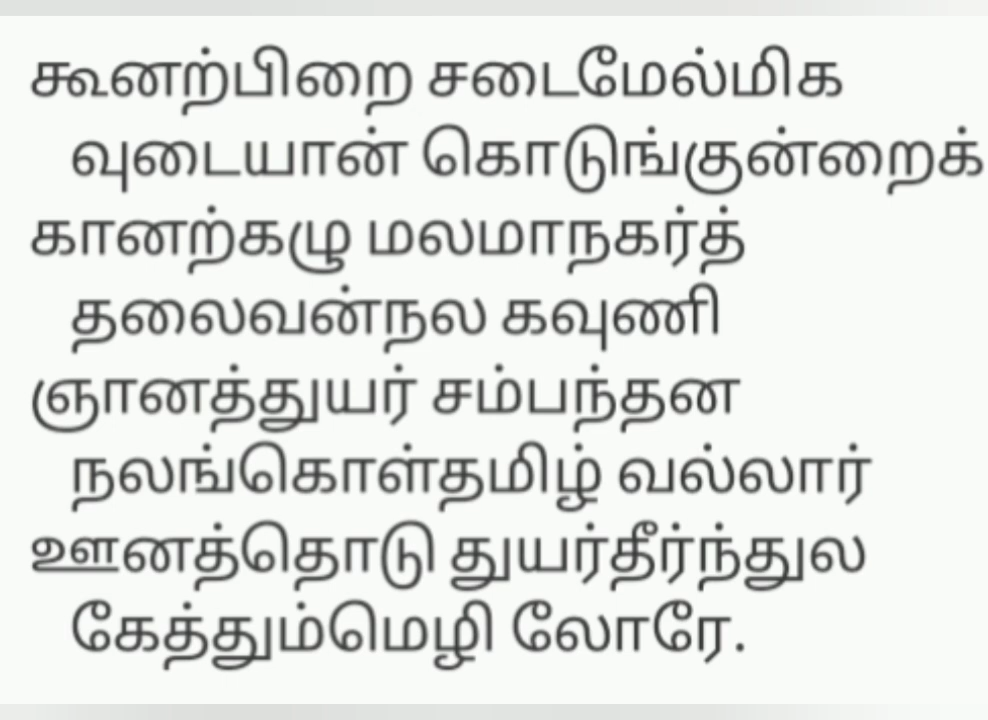 கூனற்பிறை சடைமேல்மிக
வுடையான் கொடுங்குன்றைக்
கானற்கழு மலமாநகர்த்
தலைவன்நல கவுணி
ஞானத்துயர் சம்பந்தன
நலங்கொள்தமிழ் வல்லார்
ஊனத்தொடு துயர்தீர்ந்துல
கேத்தும்மெழி லோரே.